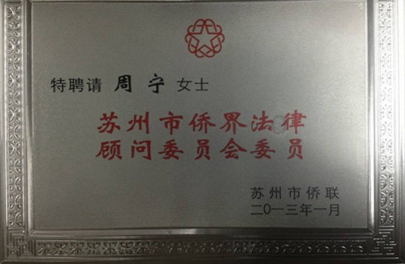 特聘请 周宁 女士
苏州市侨界法律
顾问委员会委员
苏州市侨联
二〇一三年一月